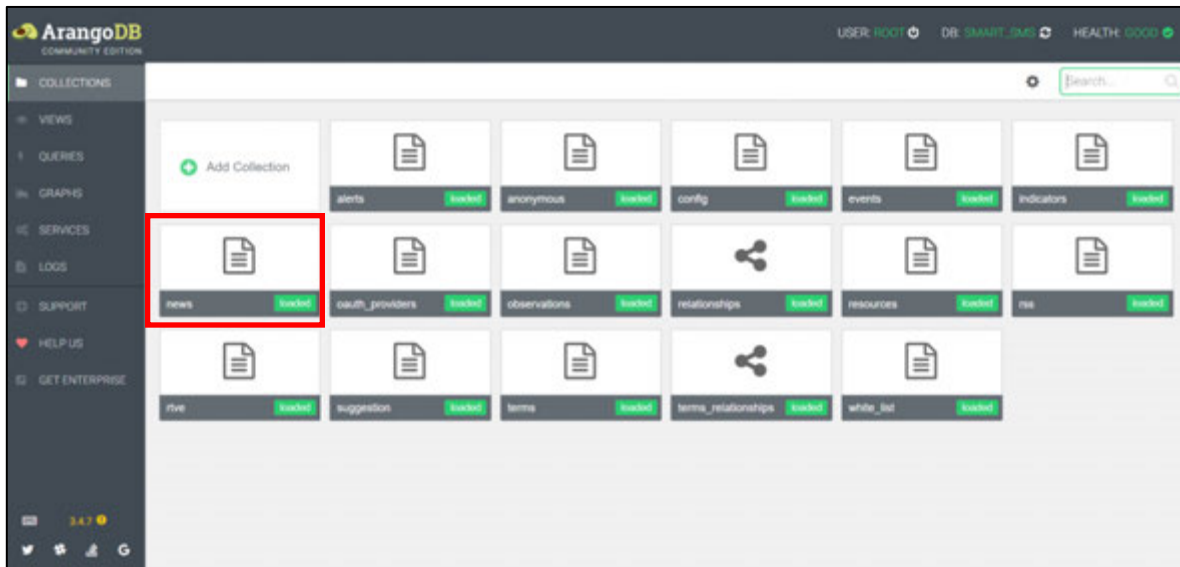 ArangoDB
COMMUNITY EDITION
USER: ROOT DB: SMART_SMS HEALTH: GOOD
COLLECTIONS
Search...
VIEWS
QUERIES
GRAPHS
SERVICES
LOGS
SUPPORT
HELP US
GET ENTERPRISE
3.4.7
Add Collection
alerts loaded
anonymous loaded
config loaded
events loaded
indicators loaded
news loaded
oauth_providers loaded
observations loaded
relationships loaded
resources loaded
rss loaded
rtve loaded
suggestion loaded
terms loaded
terms_relationships loaded
white_list loaded